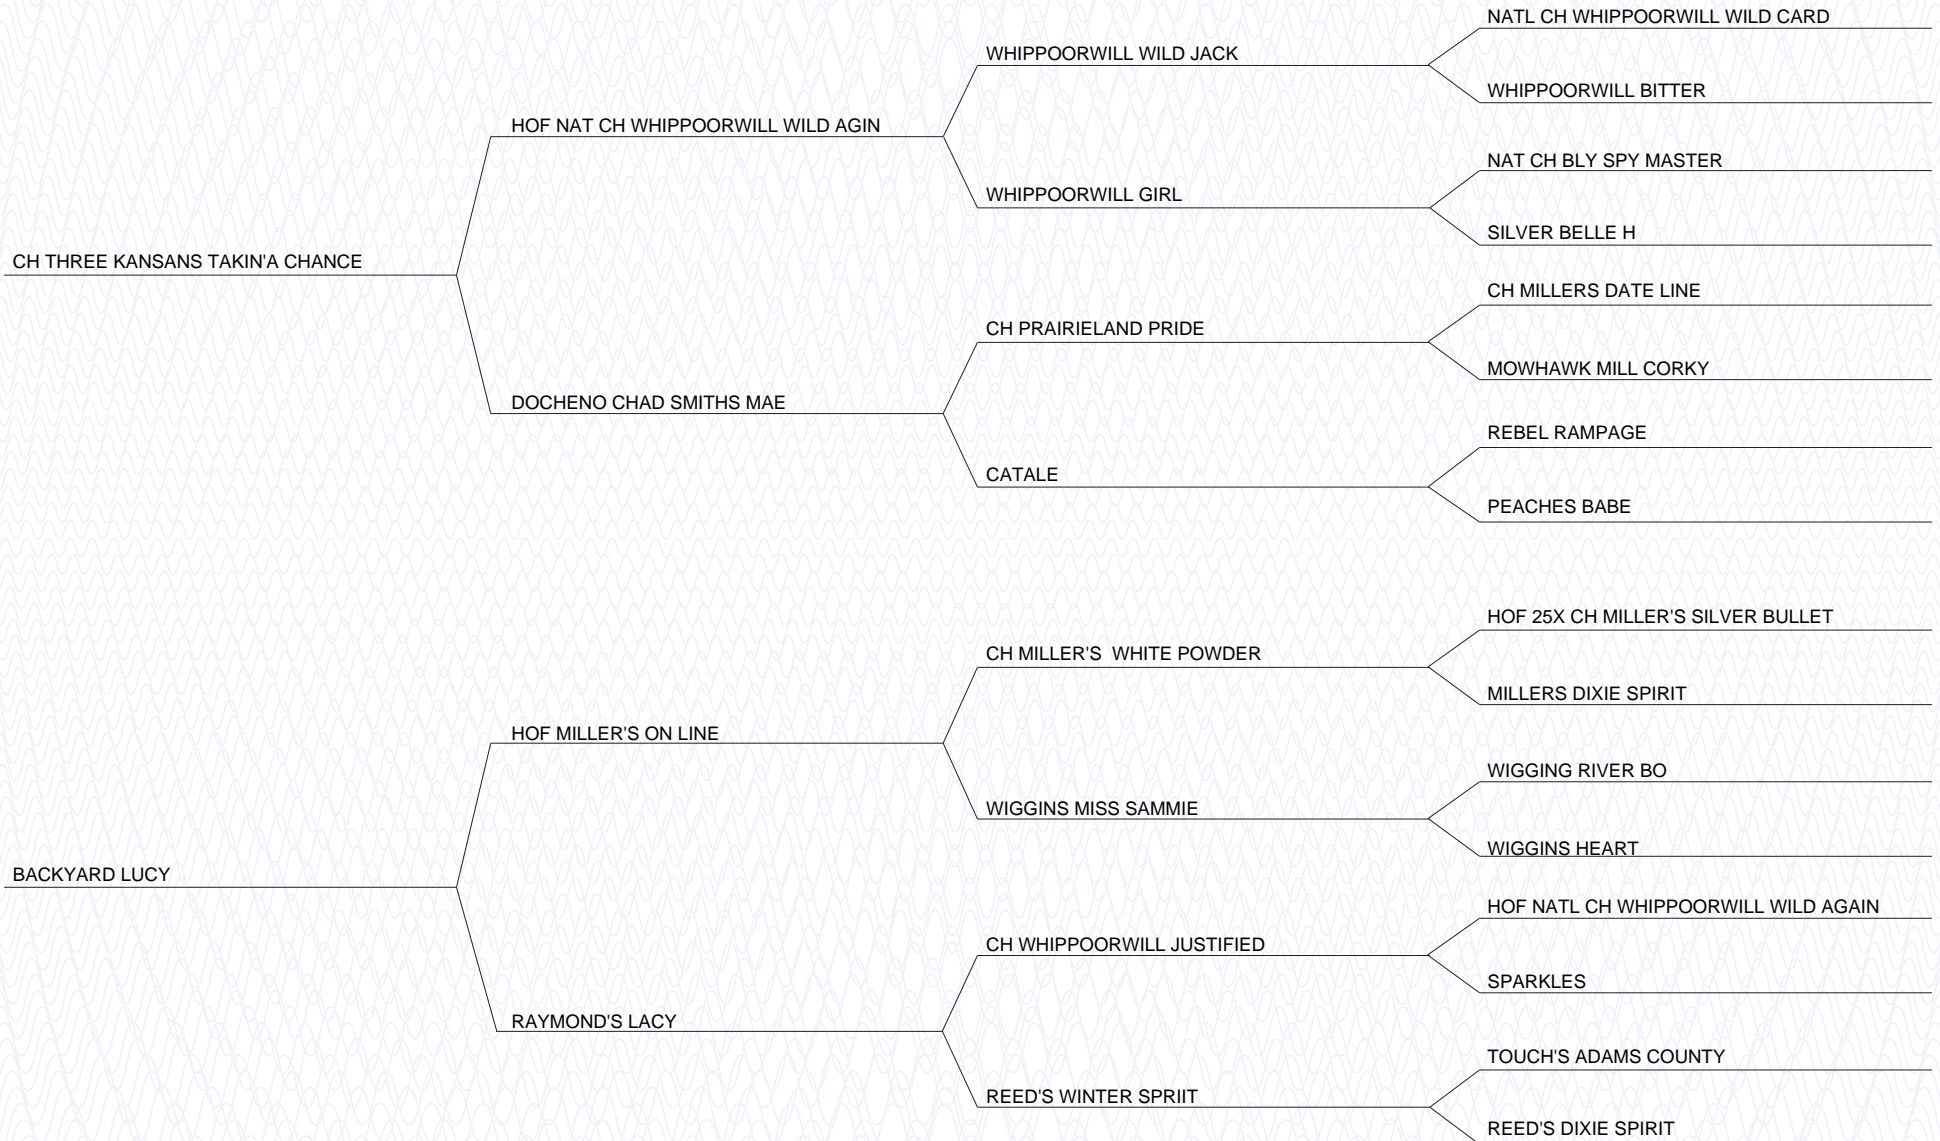 NATL CH WHIPPOORWILL WILD CARD
WHIPPOORWILL WILD JACK
WHIPPOORWILL BITTER
HOF NAT CH WHIPPOORWILL WILD AGIN
NAT CH BLY SPY MASTER
WHIPPOORWILL GIRL
SILVER BELLE H
CH THREE KANSANS TAKIN'A CHANCE
CH MILLERS DATE LINE
CH PRAIRIELAND PRIDE
MOWHAWK MILL CORKY
DOCHENO CHAD SMITHS MAE
REBEL RAMPAGE
CATALE
PEACHES BABE
HOF 25X CH MILLER'S SILVER BULLET
CH MILLER'S  WHITE POWDER
MILLERS DIXIE SPIRIT
HOF MILLER'S ON LINE
WIGGING RIVER BO
WIGGINS MISS SAMMIE
WIGGINS HEART
BACKYARD LUCY
HOF NATL CH WHIPPOORWILL WILD AGAIN
CH WHIPPOORWILL JUSTIFIED
SPARKLES
RAYMOND'S LACY
TOUCH'S ADAMS COUNTY
REED'S WINTER SPRIIT
REED'S DIXIE SPIRIT